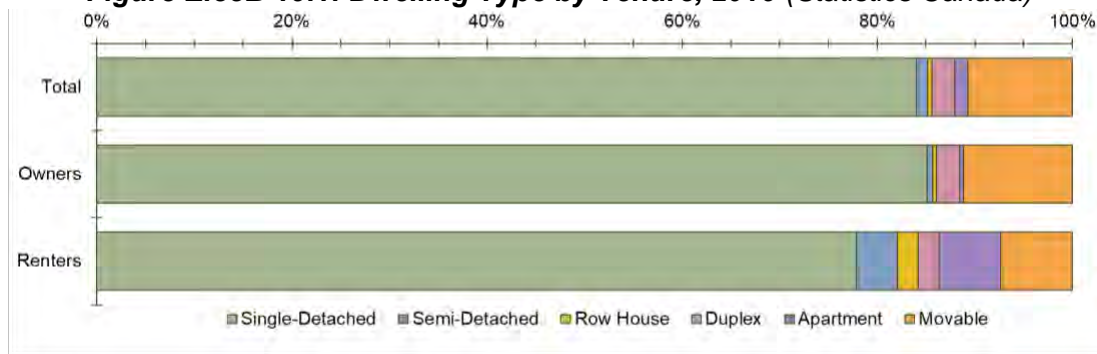 Dwelling Type by Tenure, 2016 (Statistics Canada)
0% 20% 40% 60% 80% 100%
Total
Owners
Renters
Single-Detached Semi-Detached Row House Duplex Apartment Movable